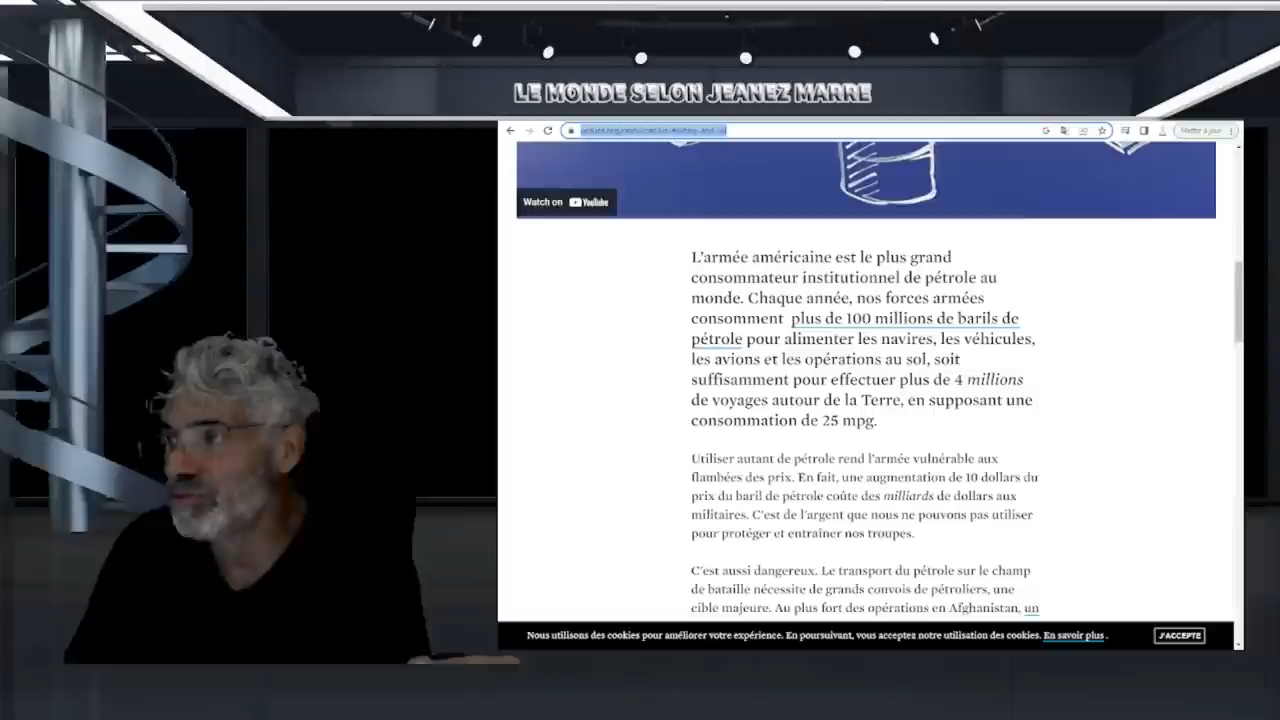 LE MONDE SELON JEANEZ MARRE
Mettre à jour
Watch on YouTube
L'armée américaine est le plus grand
consommateur institutionnel de pétrole au
monde. Chaque année, nos forces armées
consomment plus de 100 millions de barils de
pétrole pour alimenter les navires, les véhicules,
les avions et les opérations au sol, soit
suffisamment pour effectuer plus de 4 millions
de voyages autour de la Terre, en supposant une
consommation de 25 mpg.
Utiliser autant de pétrole rend l'armée vulnérable aux
flambées des prix. En fait, une augmentation de 10 dollars du
prix du baril de pétrole coûte des milliards de dollars aux
militaires. C'est de l'argent que nous ne pouvons pas utiliser
pour protéger et entraîner nos troupes.
C'est aussi dangereux. Le transport du pétrole sur le champ
de bataille nécessite de grands convois de pétroliers, une
cible majeure. Au plus fort des opérations en Afghanistan, un
Nous utilisons des cookies pour améliorer votre expérience. En poursuivant, vous acceptez notre utilisation des cookies. En savoir plus .
J'ACCEPTE